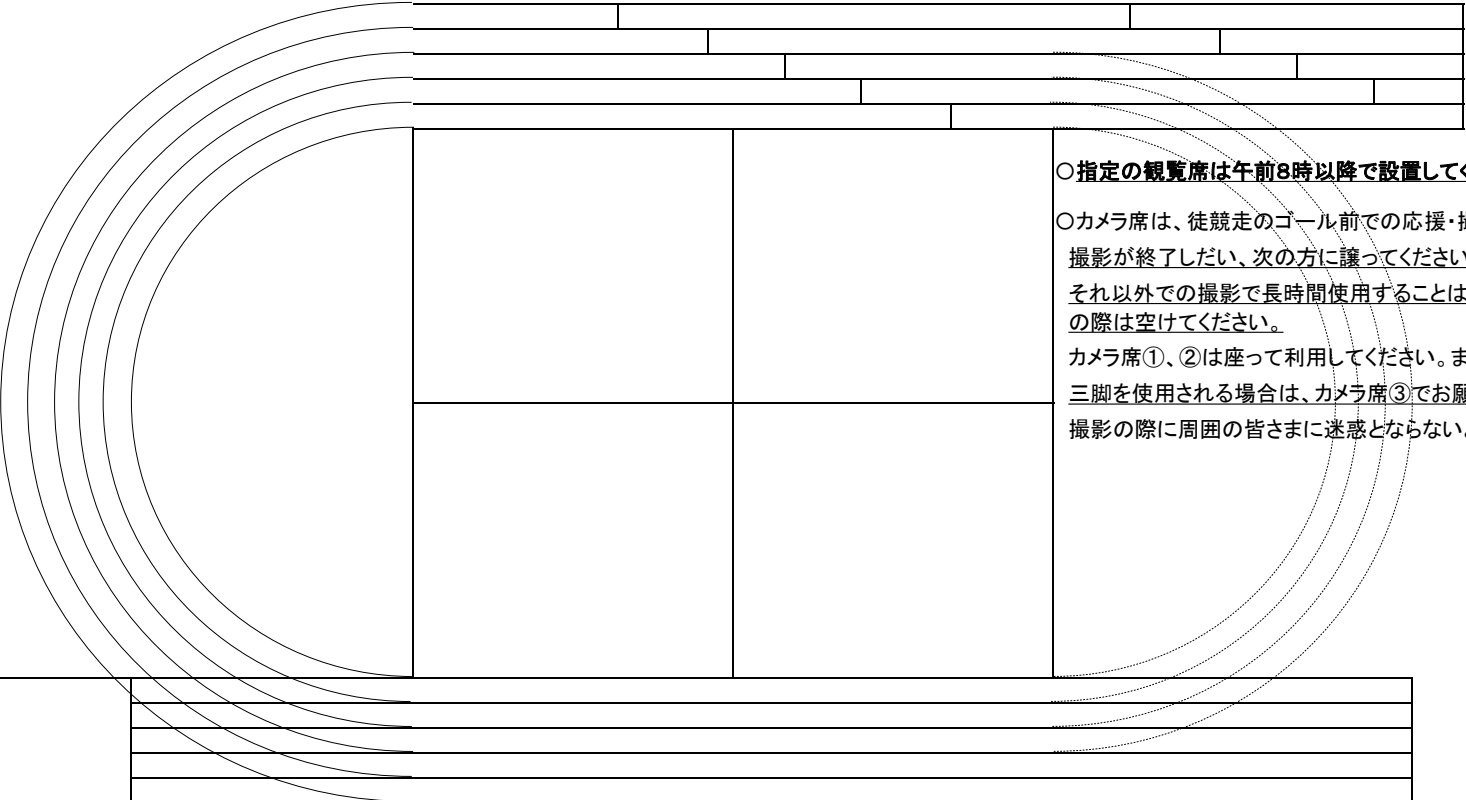 ○指定の観覧席は午前8時以降で設置して
○カメラ席は、徒競走のゴール前での応援・
撮影が終了しだい、次の方に譲ってください
それ以外での撮影で長時間使用することは
の際は空けてください。
カメラ席①、②は座って利用してください。ま
三脚を使用される場合は、カメラ席③でお願
撮影の際に周囲の皆さまに迷惑とならない